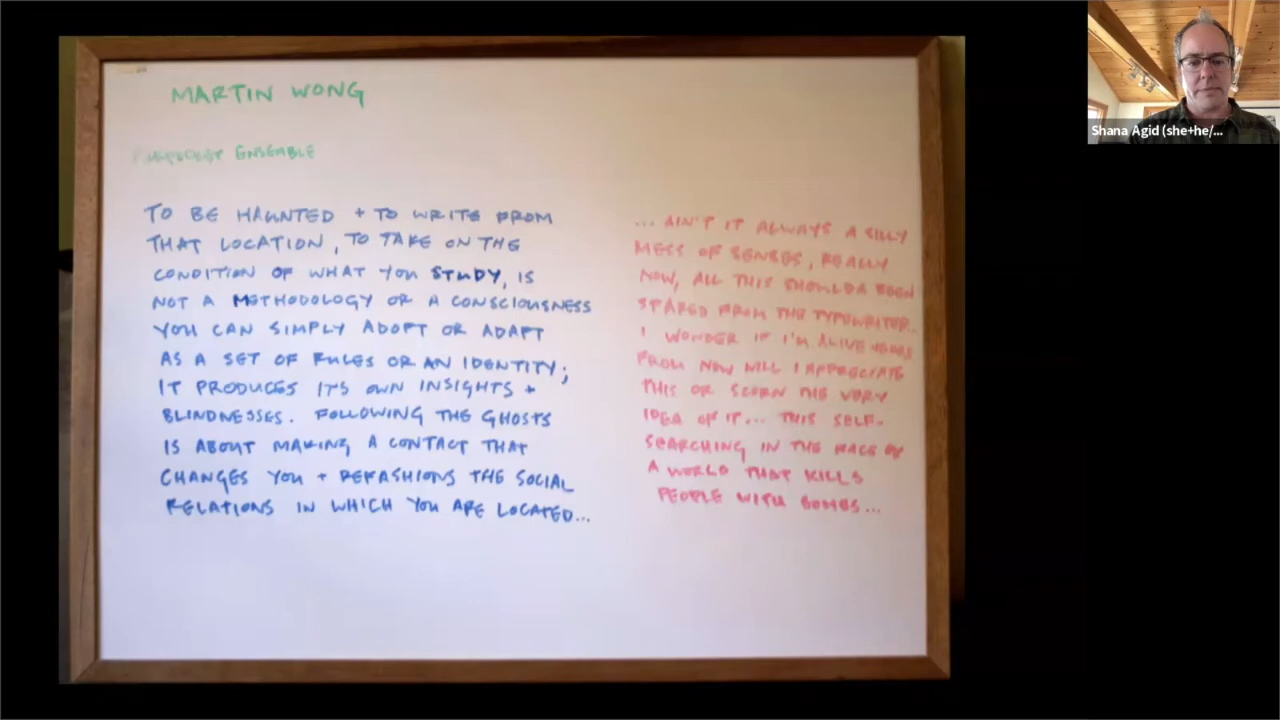 MARTIN WONG
ENSEMBLE
TO BE HAUNTED + TO WRITE FROM
THAT LOCATION, TO TAKE ON THE
CONDITION OF WHAT YOU STUDY, IS
NOT A METHODOLOGY OR A CONSCIOUSNESS
YOU CAN SIMPLY ADOPT OR ADAPT
AS A SET OF RULES OR AN IDENTITY;
IT PRODUCES ITS OWN INSIGHTS +
BLINDNESSES. FOLLOWING THE GHOSTS
IS ABOUT MAKING A CONTACT THAT
CHANGES YOU + REFASHIONS THE SOCIAL
RELATIONS IN WHICH YOU ARE LOCATED...
... AIN'T IT ALWAYS A SILLY
MESS OF SENSES, REALLY
NOW, ALL THIS SHOULDA BEEN
SPARED FROM THE TYPEWRITER..
I WONDER IF I'M ALIVE YEARS
FROM NOW WILL I APPRECIATE
THIS OR SCORN THE VERY
IDEA OF IT... THIS SELF-
SEARCHING IN THE FACE OF
A WORLD THAT KILLS
PEOPLE WITH BOMBS...
Shana Agid (she+he/...